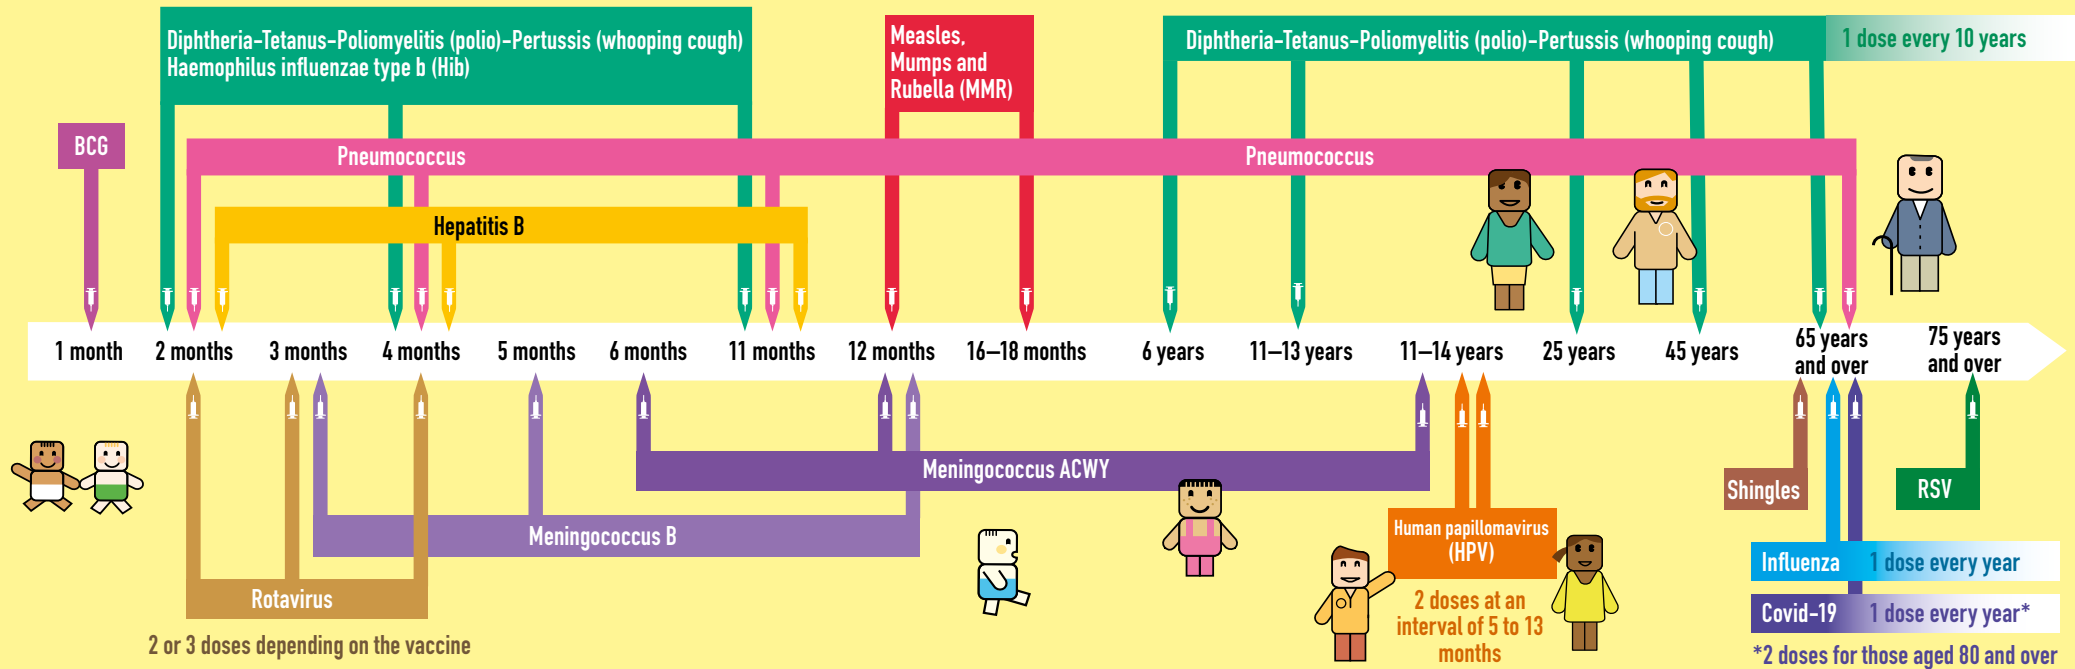 Diphtheria-Tetanus-Poliomyelitis (polio)-Pertussis (whooping cough)
Haemophilus influenzae type b (Hib)
Measles,
Mumps and
Rubella (MMR)
Diphtheria-Tetanus-Poliomyelitis (polio)-Pertussis (whooping cough)
1 dose every 10 years
BCG
Pneumococcus
Pneumococcus
Hepatitis B
1 month
2 months
3 months
4 months
5 months
6 months
11 months
12 months
16–18 months
6 years
11–13 years
11–14 years
25 years
45 years
65 years
and over
75 years
and over
Meningococcus ACWY
Meningococcus B
Rotavirus
2 or 3 doses depending on the vaccine
Human papillomavirus
(HPV)
2 doses at an
interval of 5 to 13
months
Shingles
RSV
Influenza 1 dose every year
Covid-19 1 dose every year*
*2 doses for those aged 80 and over